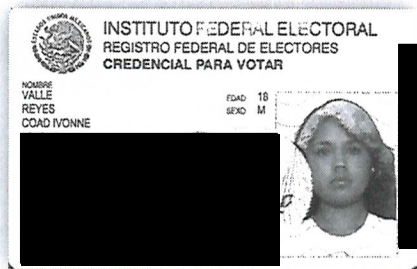 INSTITUTO FEDERAL ELECTORAL
REGISTRO FEDERAL DE ELECTORES
CREDENCIAL PARA VOTAR
NOMBRE
VALLE
REYES
COAD IVONNE
EDAD 18
SEXO M